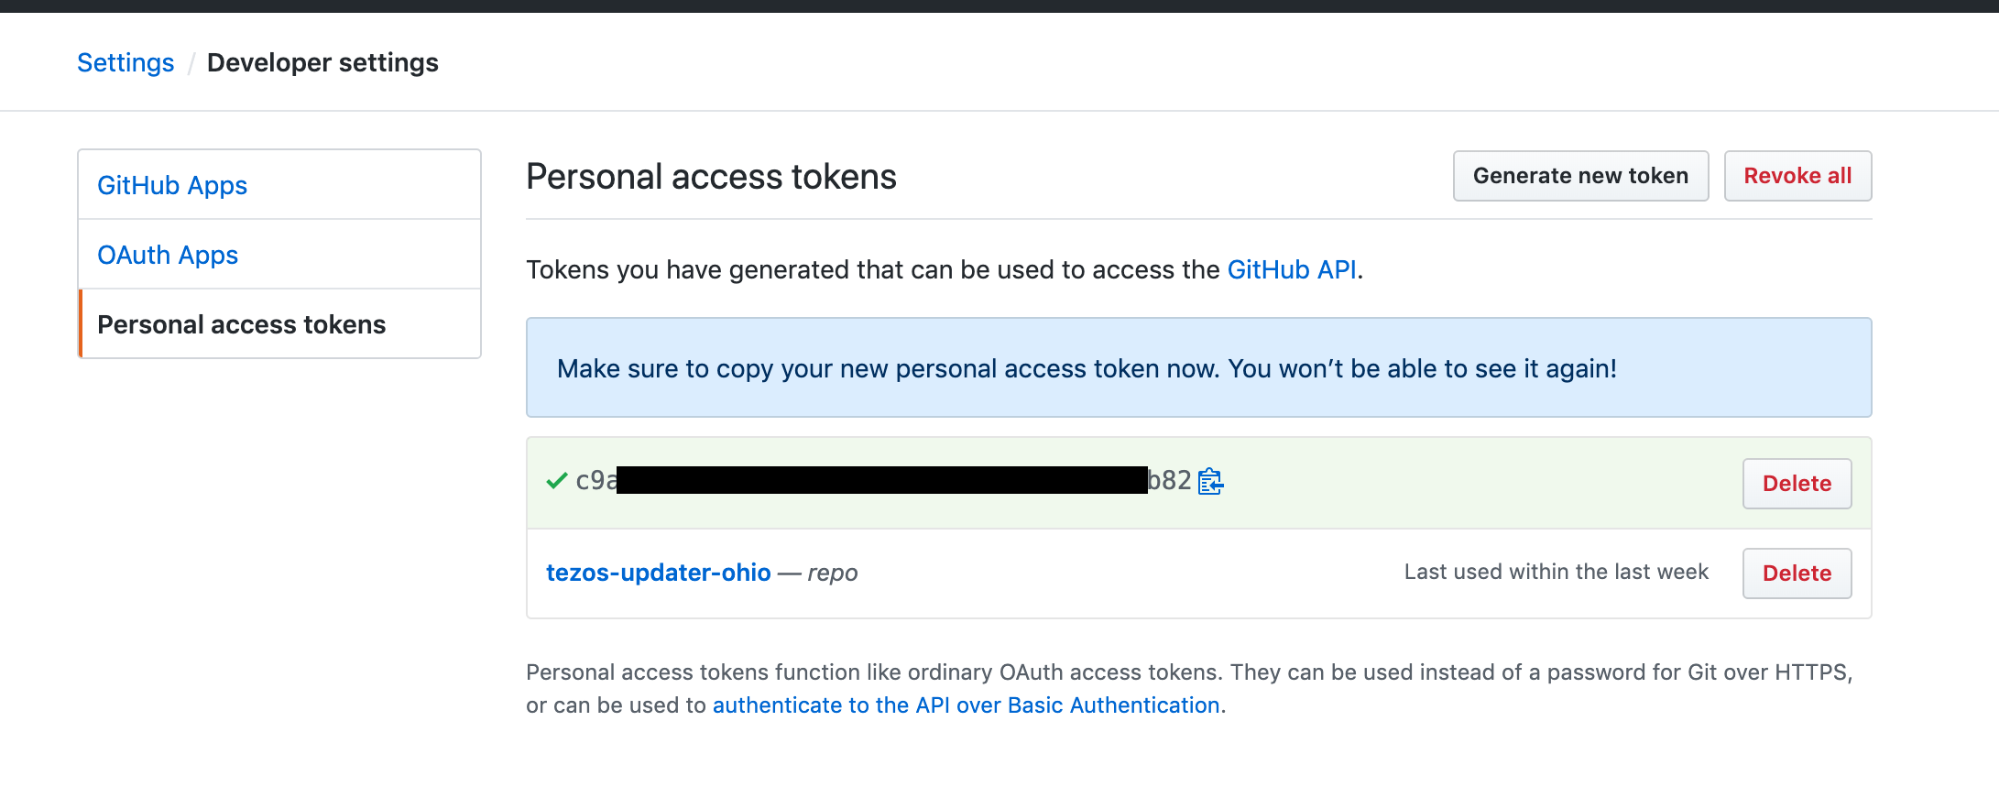 Settings / Developer settings
GitHub Apps
OAuth Apps
Personal access tokens
Personal access tokens
Generate new token
Revoke all
Tokens you have generated that can be used to access the GitHub API.
Make sure to copy your new personal access token now. You won’t be able to see it again!
c9a b82
Delete
tezos-updater-ohio — repo
Last used within the last week
Delete
Personal access tokens function like ordinary OAuth access tokens. They can be used instead of a password for Git over HTTPS,
or can be used to authenticate to the API over Basic Authentication.